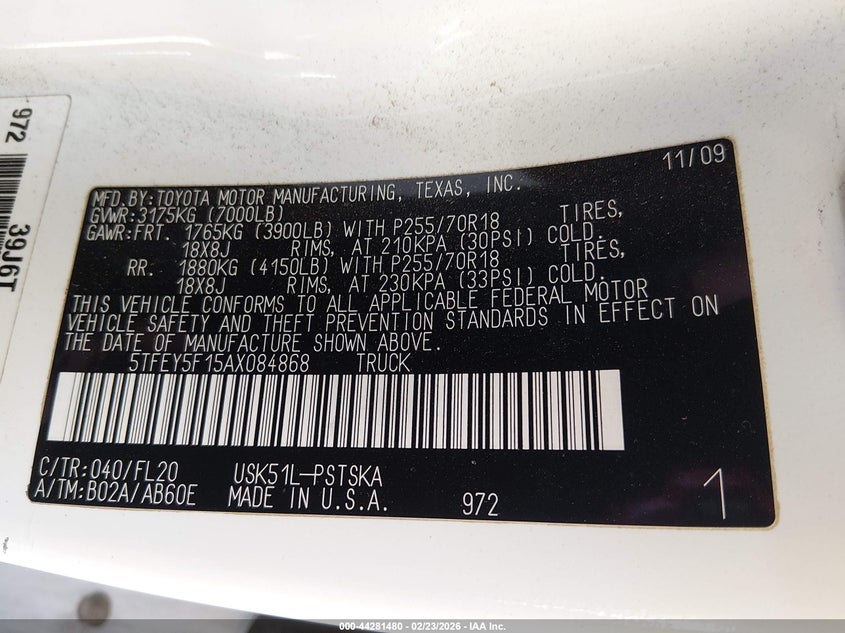 972
39J6T
11/09
MFD.BY:TOYOTA MOTOR MANUFACTURING, TEXAS, INC.
GVWR:3175KG (7000LB)
GAWR:FRT. 1765KG (3900LB) WITH P255/70R18 TIRES,
18X8J RIMS, AT 210KPA (30PSI) COLD.
RR. 1880KG (4150LB) WITH P255/70R18 TIRES,
18X8J RIMS, AT 230KPA (33PSI) COLD.
THIS VEHICLE CONFORMS TO ALL APPLICABLE FEDERAL MOTOR
VEHICLE SAFETY AND THEFT PREVENTION STANDARDS IN EFFECT ON
THE DATE OF MANUFACTURE SHOWN ABOVE.
5TFEY5F15AX084868 TRUCK
C/TR:040/FL20 USK51L-PSTSKA
A/TM:B02A/AB60E MADE IN U.S.A. 972 1
000-44281480 - 02/23/2026 - IAA Inc.